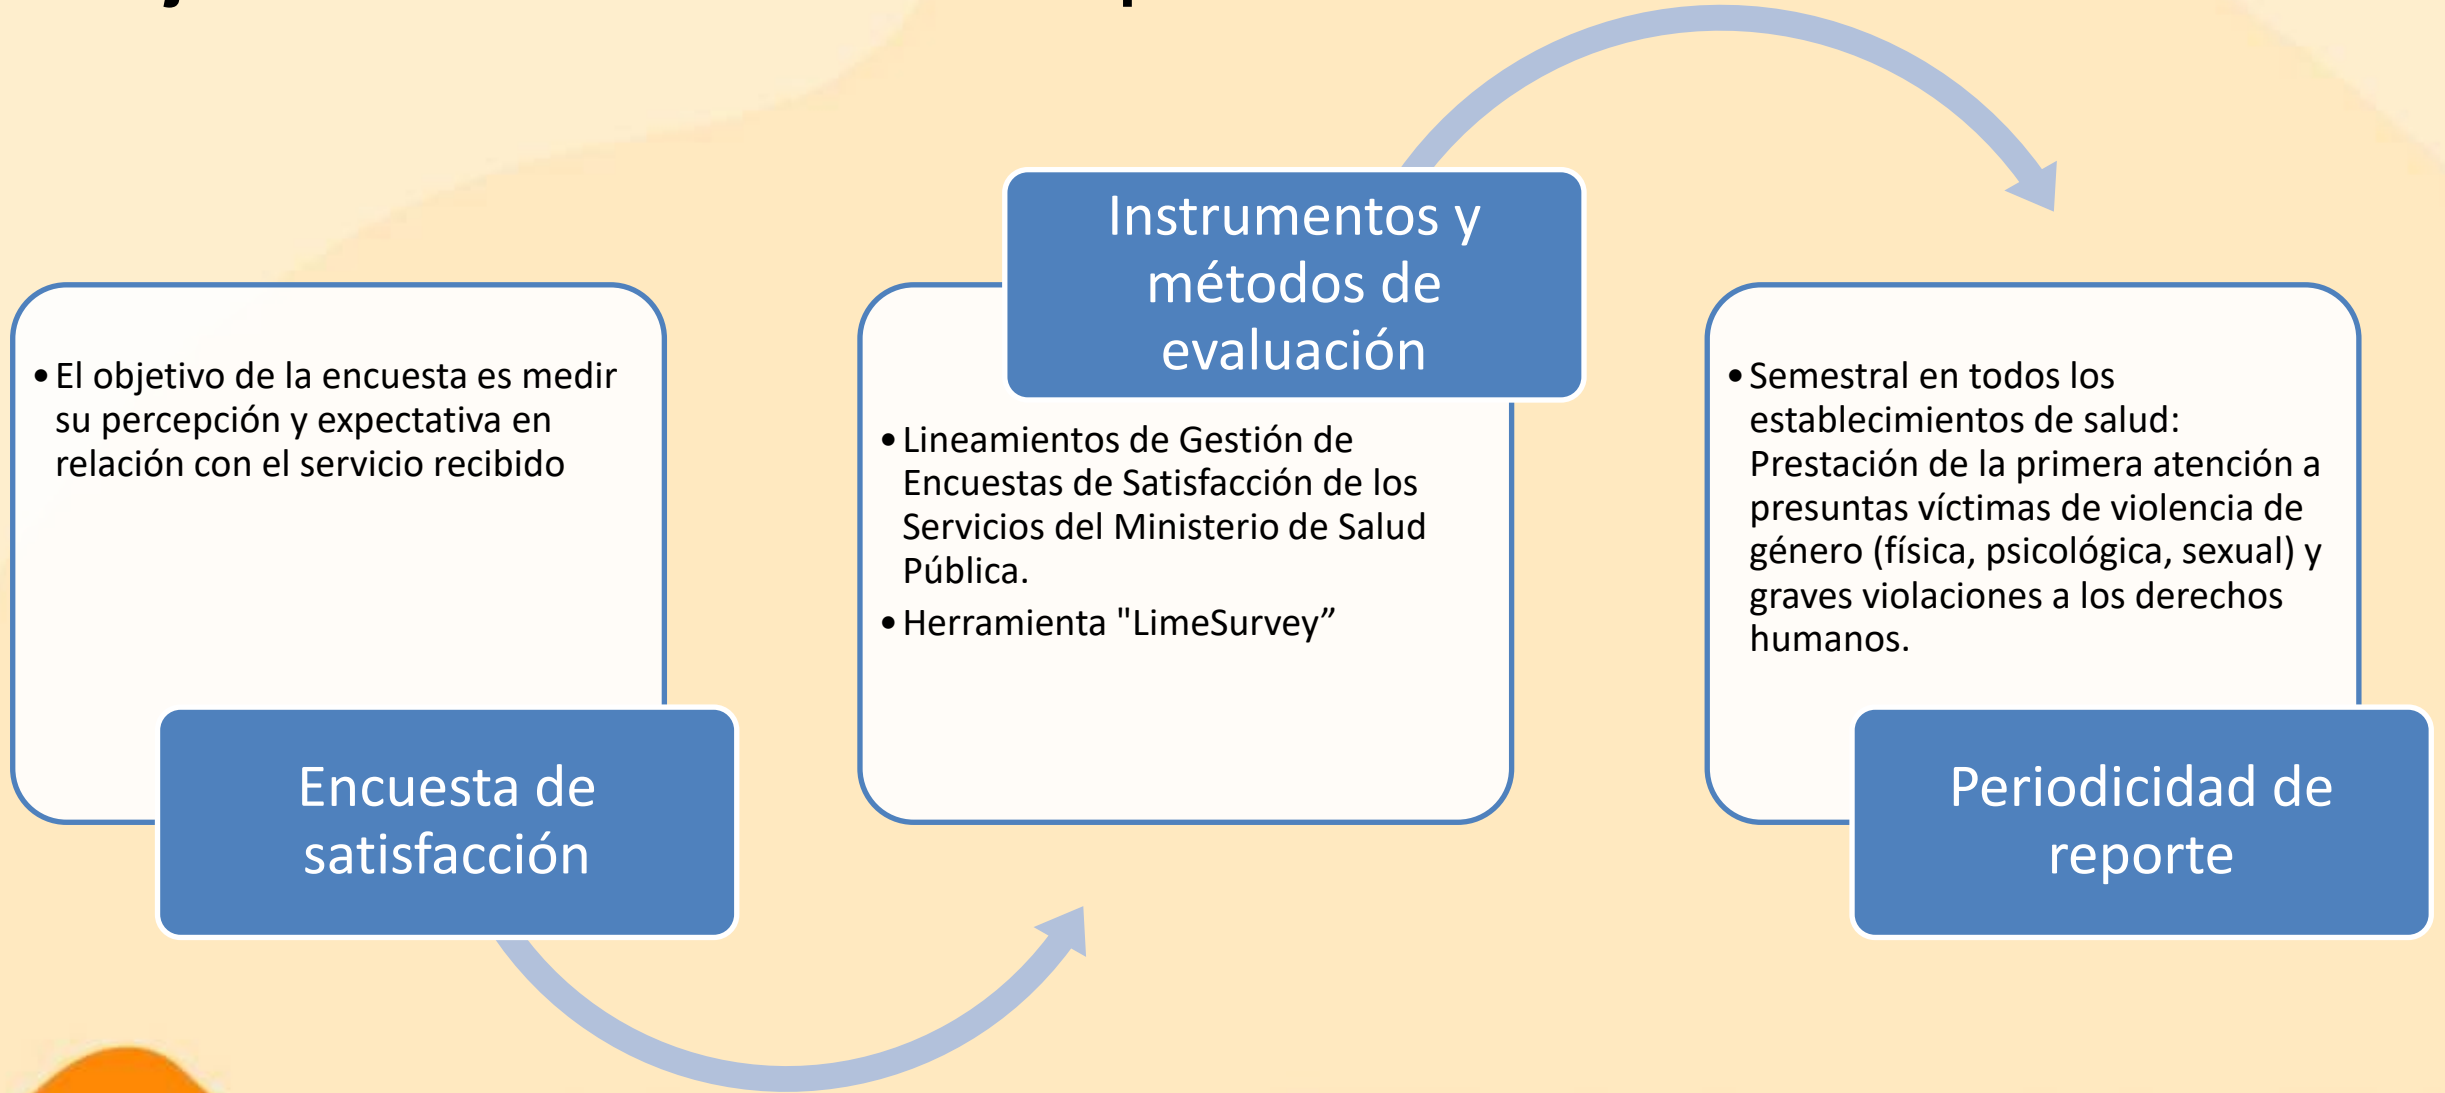 • El objetivo de la encuesta es medir
su percepción y expectativa en
relación con el servicio recibido
Encuesta de
satisfacción
Instrumentos y
métodos de
evaluación
• Lineamientos de Gestión de
Encuestas de Satisfacción de los
Servicios del Ministerio de Salud
Pública.
• Herramienta "LimeSurvey”
• Semestral en todos los
establecimientos de salud:
Prestación de la primera atención a
presuntas víctimas de violencia de
género (física, psicológica, sexual) y
graves violaciones a los derechos
humanos.
Periodicidad de
reporte